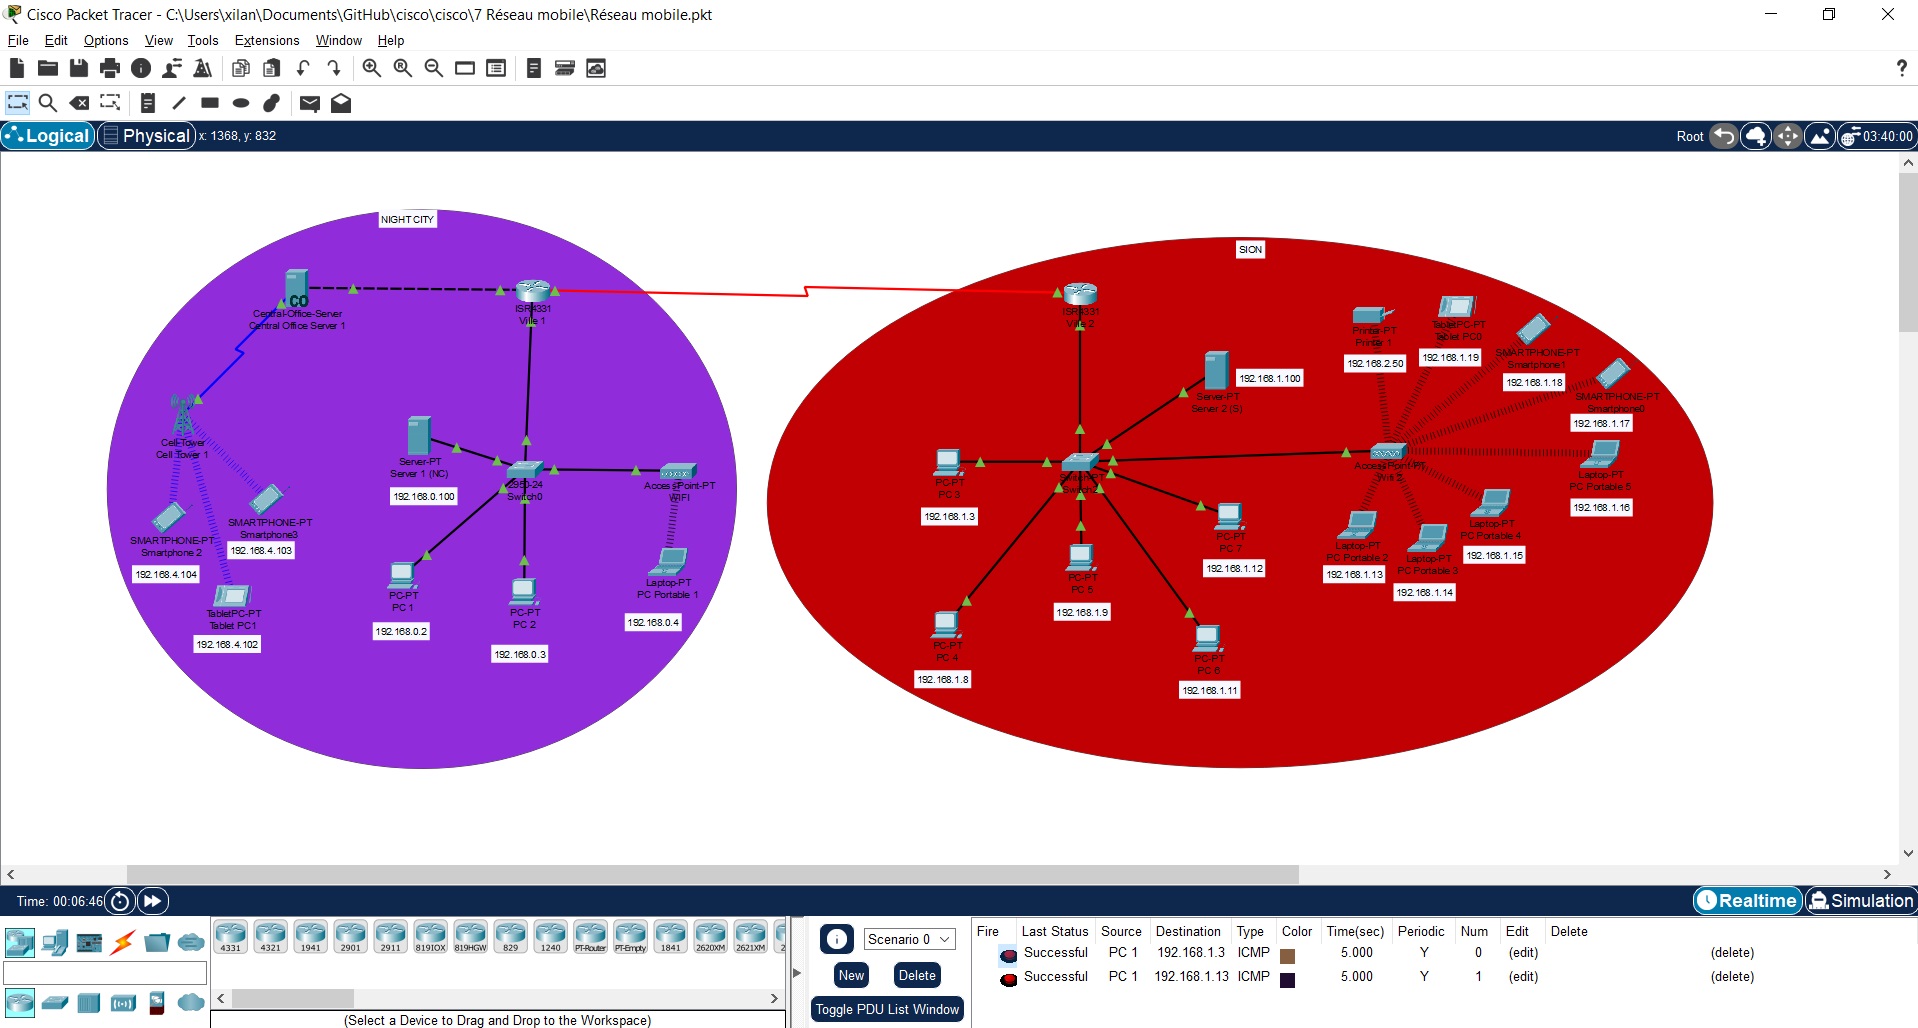 Cisco Packet Tracer - C:\Users\xilan\Documents\GitHub\cisco\cisco\7 Réseau mobile\Réseau mobile.pkt
File Edit Options View Tools Extensions Window Help
?
Logical Physical x: 1368, y: 832
Root 03:40:00
NIGHT CITY
CO
Central-Office-Server
Central Office Server 1
ISR4331
Ville 1
Cell-Tower
Cell Tower 1
Server-PT
Server 1 (NC)
192.168.0.100
2950-24
Switch0
AccessPoint-PT
WIFI
SMARTPHONE-PT
Smartphone3
192.168.4.103
SMARTPHONE-PT
Smartphone 2
192.168.4.104
TabletPC-PT
Tablet PC1
192.168.4.102
PC-PT
PC 1
192.168.0.2
PC-PT
PC 2
192.168.0.3
Laptop-PT
PC Portable 1
192.168.0.4
SION
ISR4331
Ville 2
Server-PT
Server 2 (S)
192.168.1.100
Printer-PT
Printer 1
192.168.2.50
TabletPC-PT
Tablet PC0
192.168.1.19
SMARTPHONE-PT
Smartphone1
192.168.1.18
SMARTPHONE-PT
Smartphone0
192.168.1.17
PC-PT
PC 3
192.168.1.3
Switch-PT
AccessPoint-PT
Laptop-PT
PC Portable 5
192.168.1.16
PC-PT
PC 7
192.168.1.12
Laptop-PT
PC Portable 4
192.168.1.15
Laptop-PT
PC Portable 2
192.168.1.13
Laptop-PT
PC Portable 3
192.168.1.14
PC-PT
PC 5
192.168.1.9
PC-PT
PC 4
192.168.1.8
PC-PT
PC 6
192.168.1.11
Time: 00:06:46
Realtime Simulation
4331 4321 1941 2901 2911 819IOX 819HGW 829 1240 PT-Router PT-Empty 1841 2620XM 2621XM 2
(Select a Device to Drag and Drop to the Workspace)
Scenario 0
New Delete
Toggle PDU List Window
Fire Last Status Source Destination Type Color Time(sec) Periodic Num Edit Delete
Successful PC 1 192.168.1.3 ICMP 5.000 Y 0 (edit) (delete)
Successful PC 1 192.168.1.13 ICMP 5.000 Y 1 (edit) (delete)